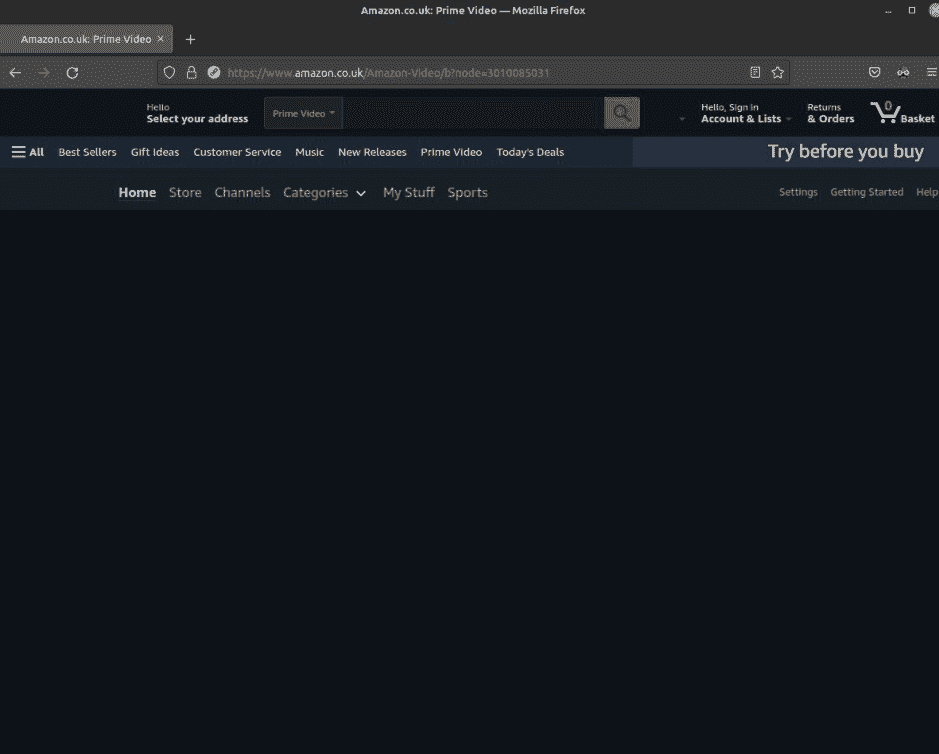 Amazon.co.uk: Prime Video — Mozilla Firefox
Amazon.co.uk: Prime Video
https://www.amazon.co.uk/Amazon-Video/b?node=3010085031
Hello
Select your address
Prime Video
Hello, Sign in
Account & Lists
Returns
& Orders
0
Basket
All Best Sellers Gift Ideas Customer Service Music New Releases Prime Video Today's Deals
Try before you buy
Home Store Channels Categories My Stuff Sports
Settings Getting Started Help